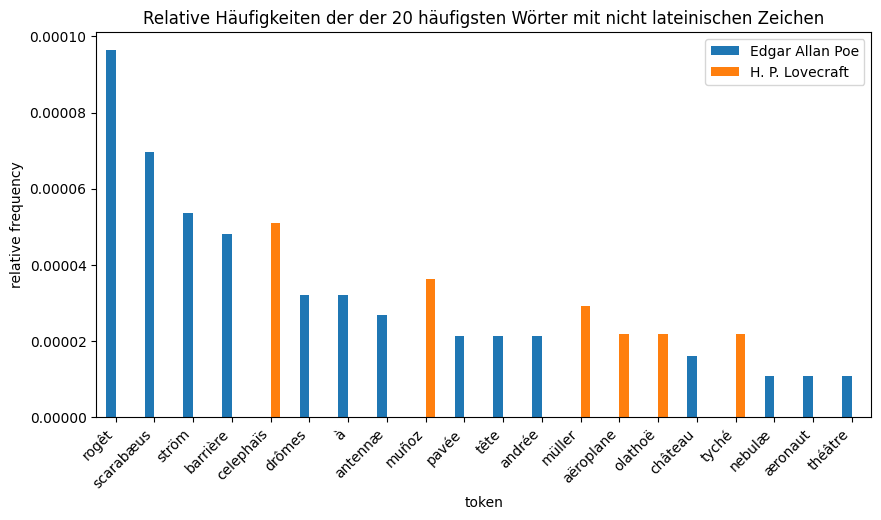 Relative Häufigkeiten der der 20 häufigsten Wörter mit nicht lateinischen Zeichen
Edgar Allan Poe
H. P. Lovecraft
relative frequency
0.00010
0.00008
0.00006
0.00004
0.00002
0.00000
rogêt
scarabæus
ström
barrière
celephaïs
drômes
à
antennæ
muñoz
pavée
tête
andrée
müller
aëroplane
olathoë
château
tyché
nebulæ
æronaut
théâtre
token